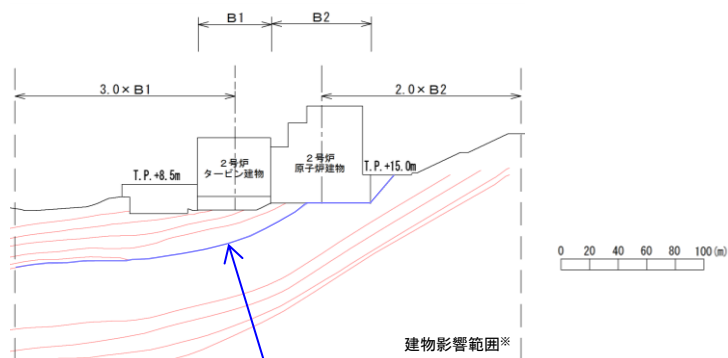 B1
B2
3.0×B1
2.0×B2
2号炉
タービン建物
2号炉
原子炉建物
T.P.+8.5m
T.P.+15.0m
0 20 40 60 80 100(m)
建物影響範囲※